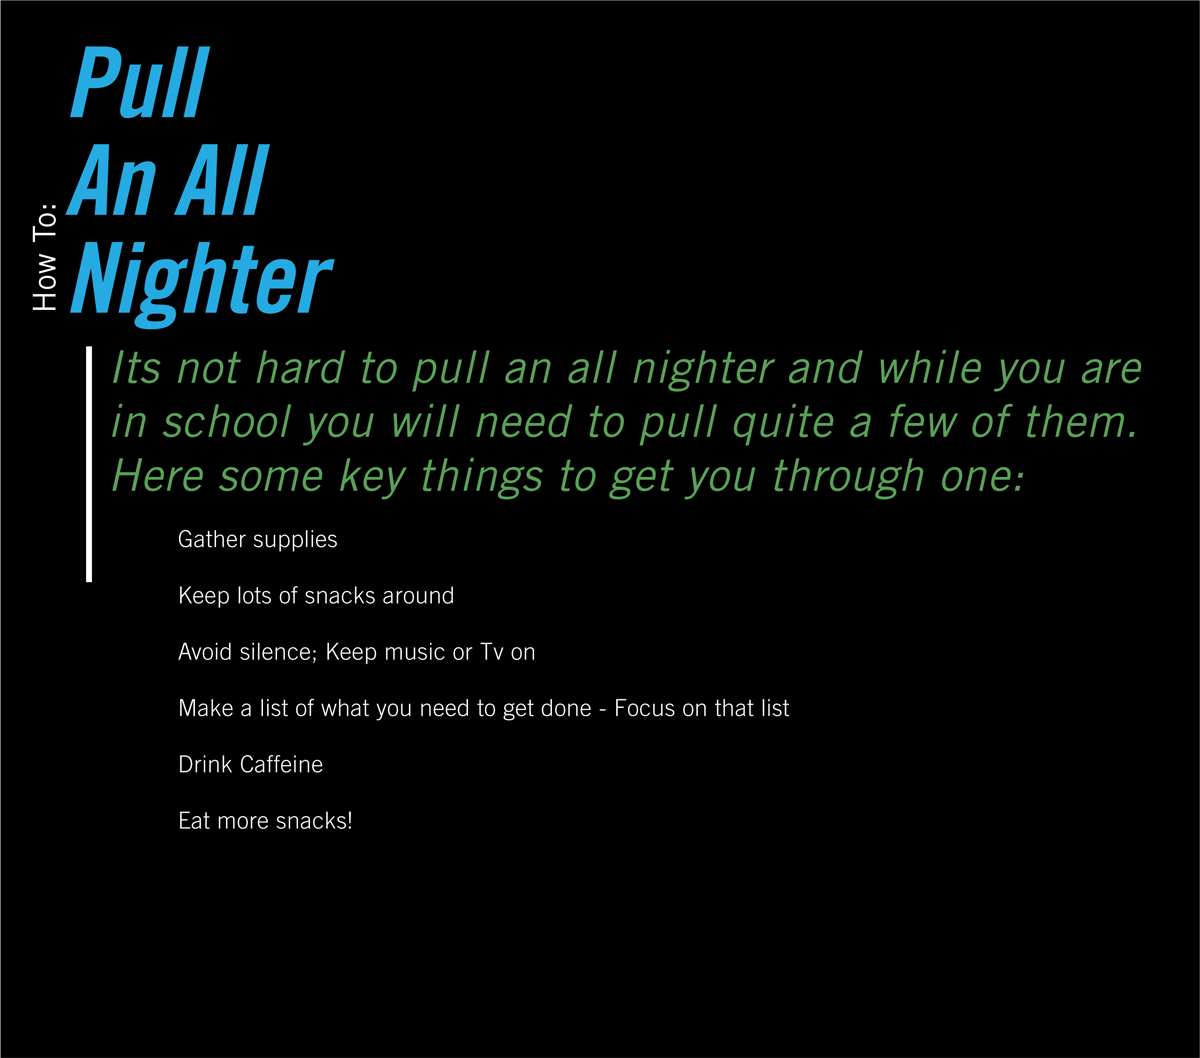 How To:
Pull
An All
Nighter
Its not hard to pull an all nighter and while you are
in school you will need to pull quite a few of them.
Here some key things to get you through one:
Gather supplies
Keep lots of snacks around
Avoid silence; Keep music or Tv on
Make a list of what you need to get done - Focus on that list
Drink Caffeine
Eat more snacks!